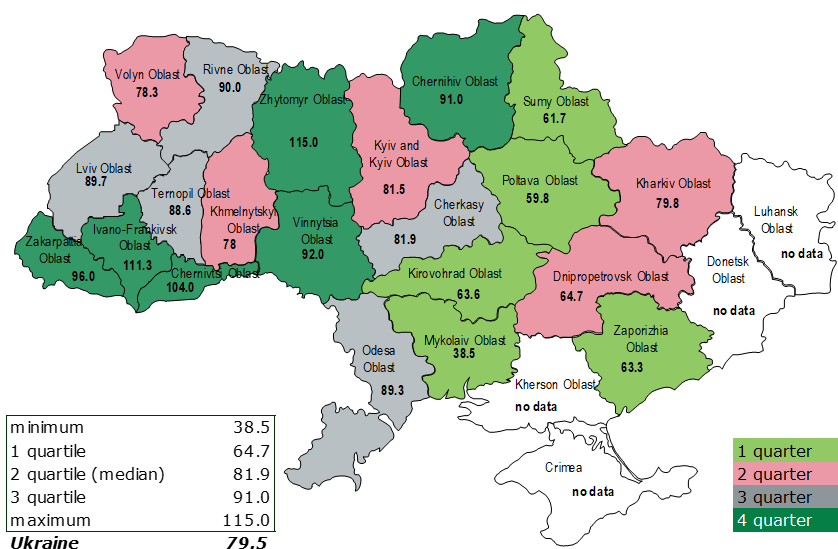 Volyn Oblast
78.3
Rivne Oblast
90.0
Zhytomyr Oblast
115.0
Kyiv and
Kyiv Oblast
81.5
Chernihiv Oblast
91.0
Sumy Oblast
61.7
Lviv Oblast
89.7
Ternopil Oblast
88.6
Khmelnytskyi
Oblast
78
Vinnytsia
Oblast
92.0
Cherkasy
Oblast
81.9
Poltava Oblast
59.8
Kharkiv Oblast
79.8
Luhansk
Oblast
no data
Zakarpattia
Oblast
96.0
Ivano-Frankivsk
Oblast
111.3
Chernivtsi Oblast
104.0
Kirovohrad Oblast
63.6
Dnipropetrovsk Oblast
64.7
Donetsk
Oblast
no data
Odesa
Oblast
89.3
Mykolaiv Oblast
38.5
Zaporizhia
Oblast
63.3
Kherson Oblast
no data
Crimea
no data
minimum 38.5
1 quartile 64.7
2 quartile (median) 81.9
3 quartile 91.0
maximum 115.0
Ukraine 79.5
1 quarter
2 quarter
3 quarter
4 quarter